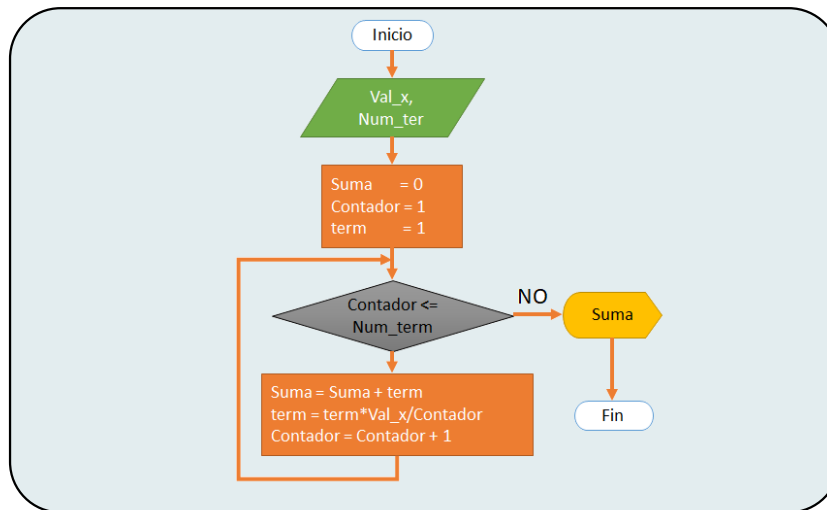 Inicio
Val_x,
Num_ter
Suma = 0
Contador = 1
term = 1
Contador <=
Num_term
NO
Suma
Suma = Suma + term
term = term*Val_x/Contador
Contador = Contador + 1
Fin